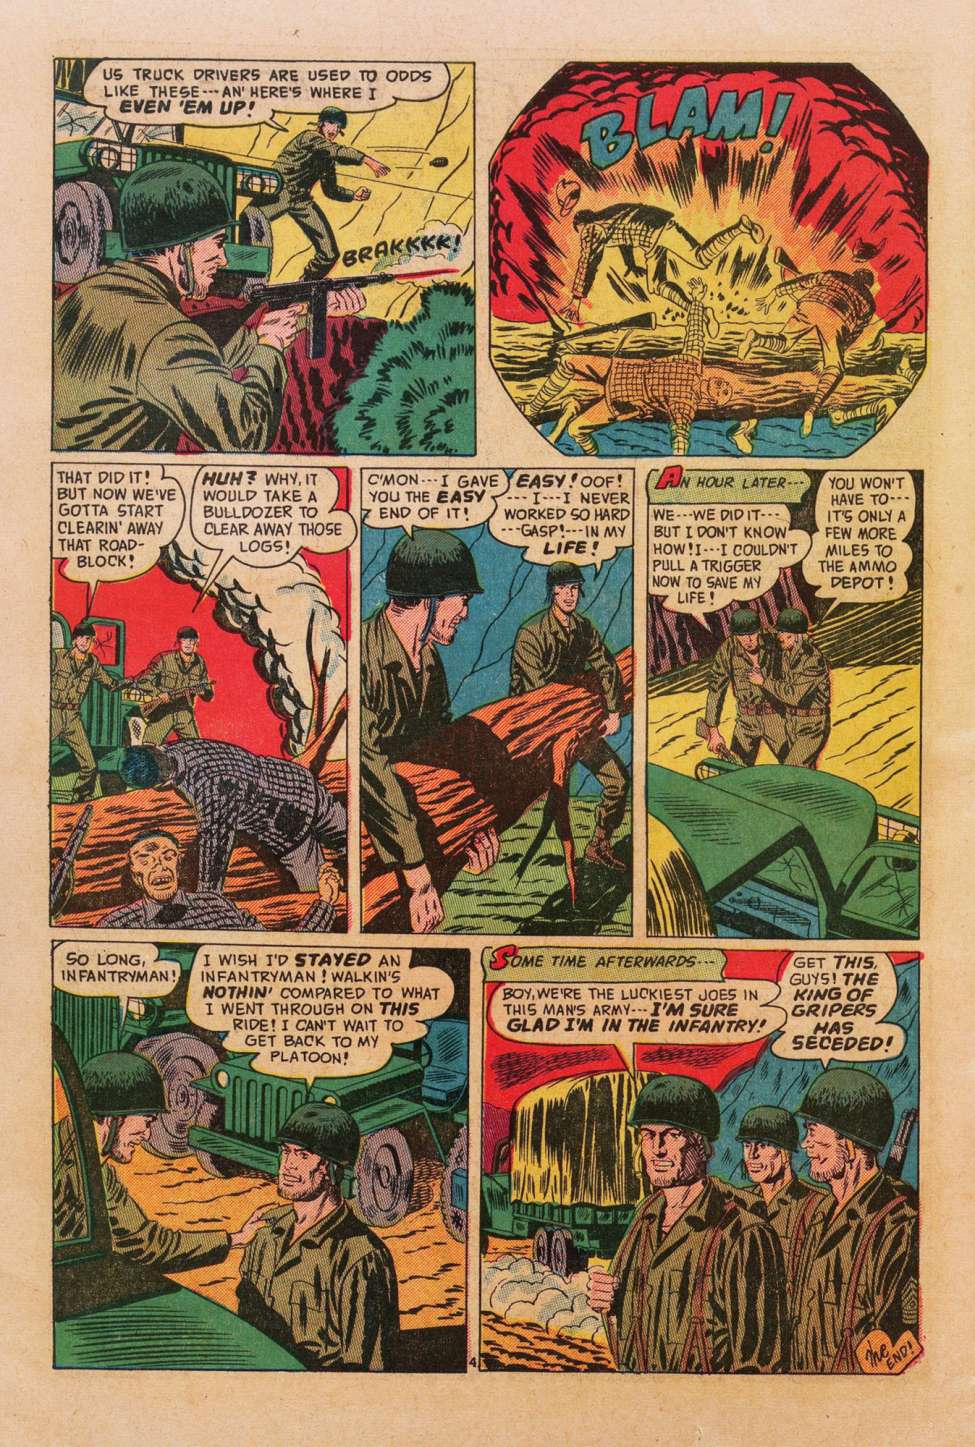 US TRUCK DRIVERS ARE USED TO ODDS
LIKE THESE---AN' HERE'S WHERE I
EVEN 'EM UP!
BRAKKKK!
BLAM!
THAT DID IT!
BUT NOW WE'VE
GOTTA START
CLEARIN' AWAY
THAT ROAD-
BLOCK!
HUH? WHY, IT
WOULD TAKE A
BULLDOZER TO
CLEAR AWAY THOSE
LOGS!
C'MON---I GAVE
YOU THE EASY
END OF IT!
EASY! OOF!
---I---I NEVER
WORKED SO HARD
---GASP!---IN MY
LIFE!
AN HOUR LATER---
WE---WE DID IT---
BUT I DON'T KNOW
HOW! I---I COULDN'T
PULL A TRIGGER
NOW TO SAVE MY
LIFE!
YOU WON'T
HAVE TO---
IT'S ONLY A
FEW MORE
MILES TO
THE AMMO
DEPOT!
SO LONG,
INFANTRYMAN!
I WISH I'D STAYED AN
INFANTRYMAN! WALKIN'S
NOTHIN' COMPARED TO WHAT
I WENT THROUGH ON THIS
RIDE! I CAN'T WAIT TO
GET BACK TO MY
PLATOON!
4
SOME TIME AFTERWARDS---
BOY, WE'RE THE LUCKIEST JOES IN
THIS MAN'S ARMY---I'M SURE
GLAD I'M IN THE INFANTRY!
GET THIS,
GUYS! THE
KING OF
GRIPERS
HAS
SECEDED!
The
END!